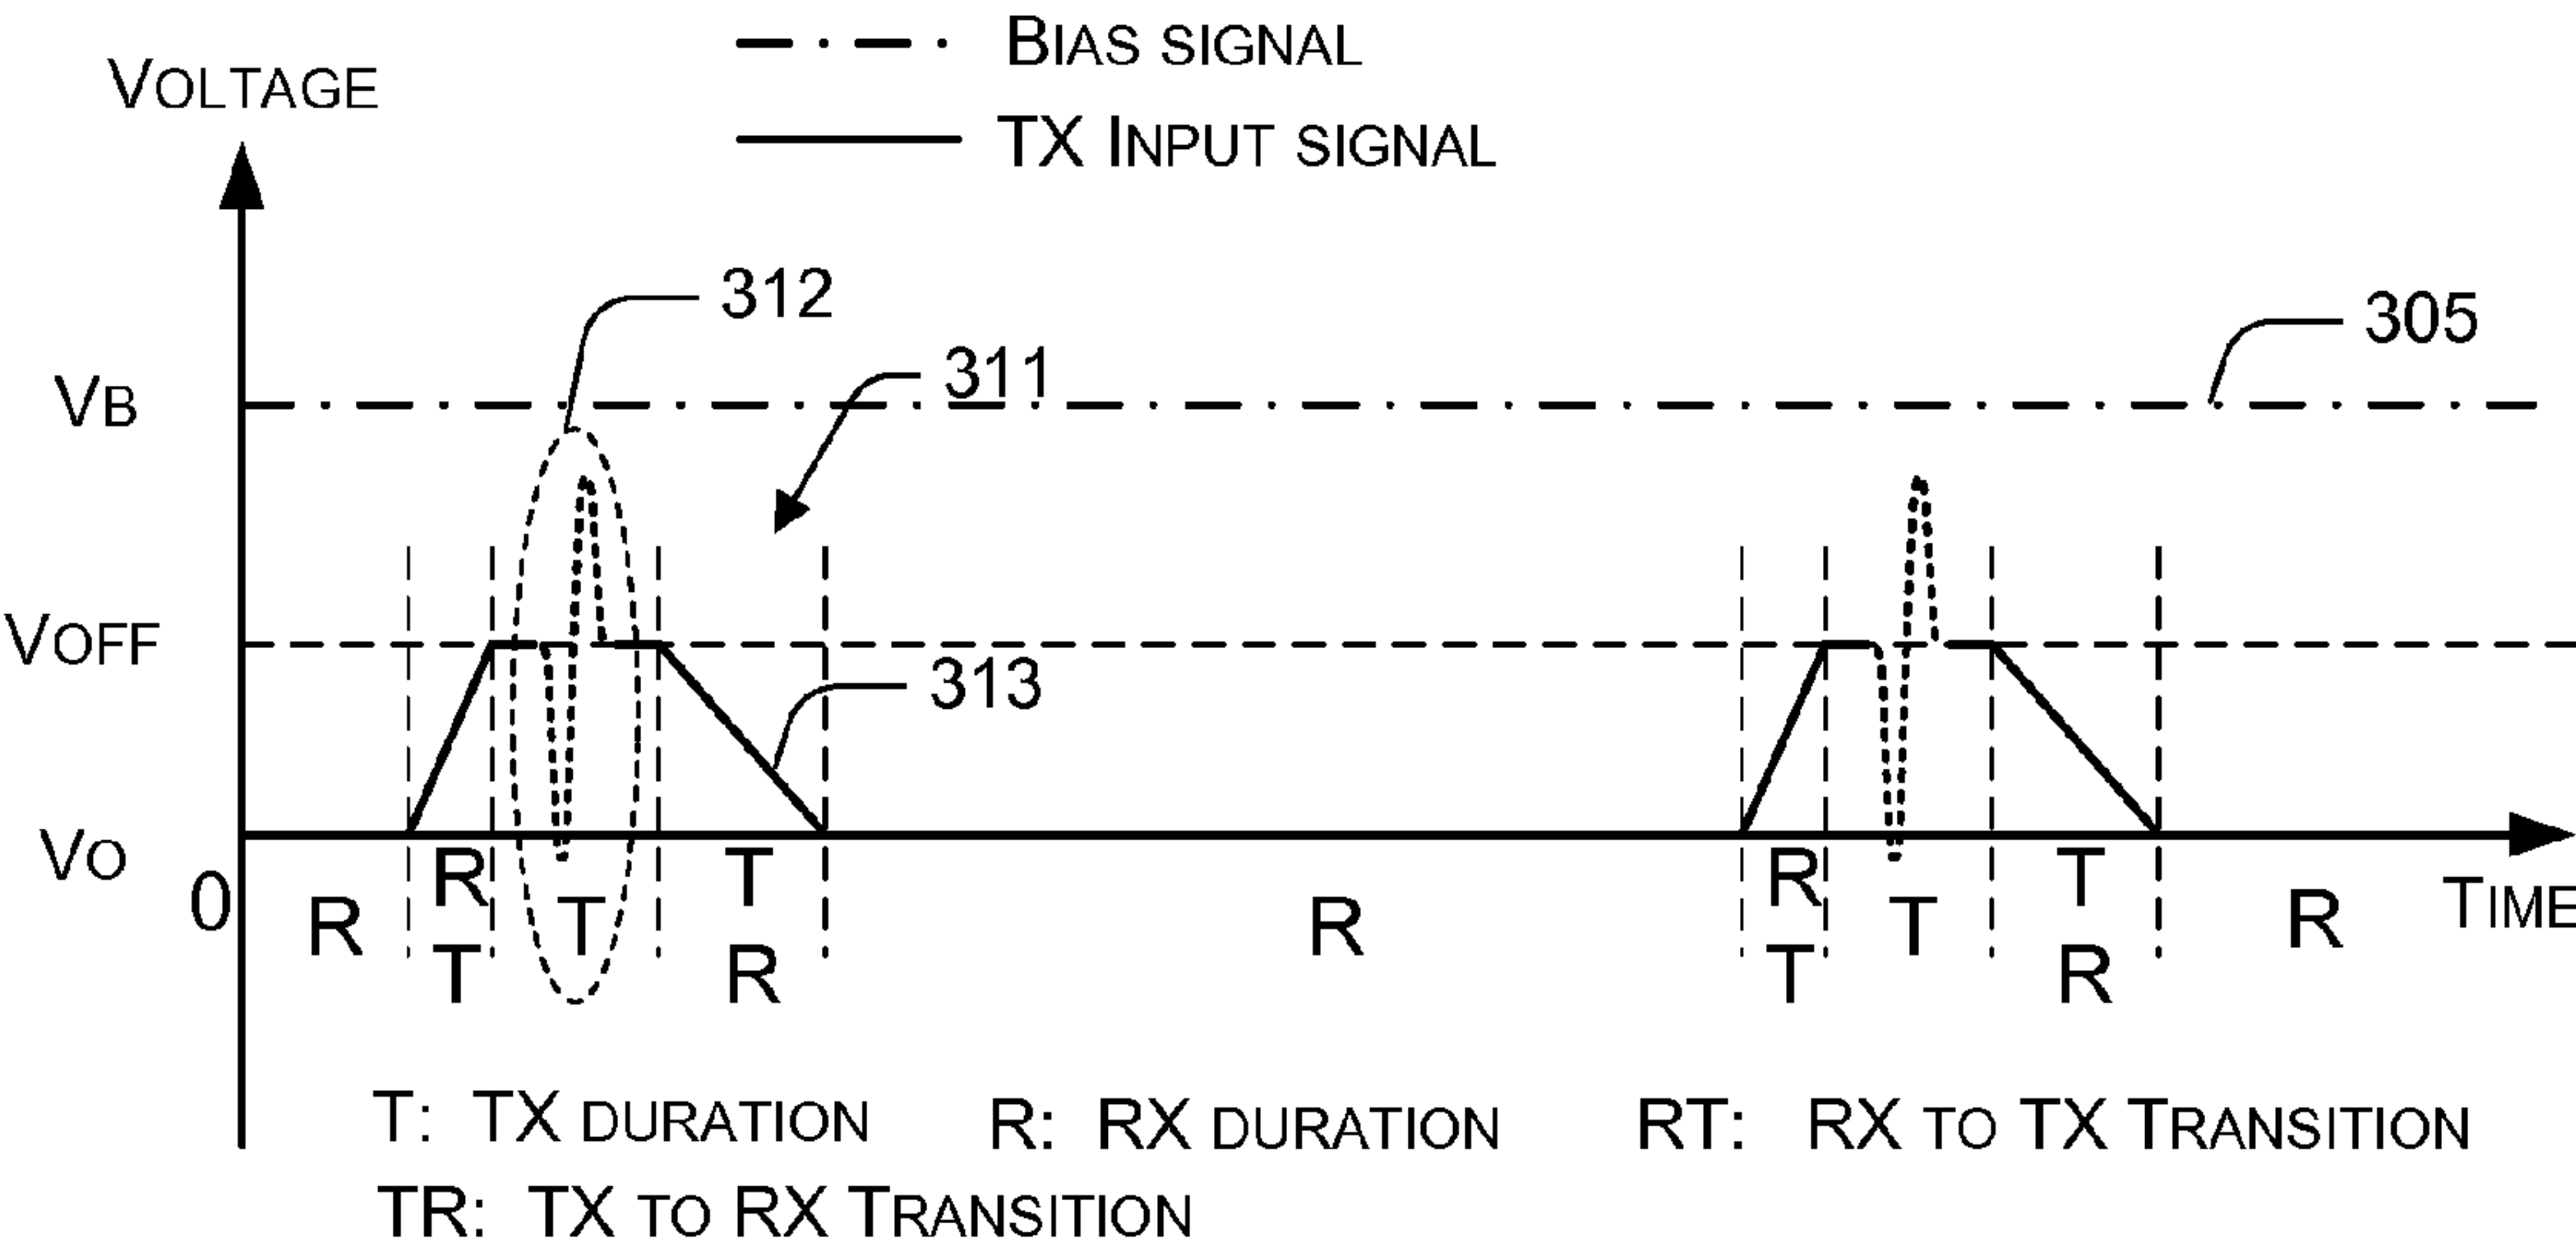 BIAS SIGNAL
VOLTAGE
TX INPUT SIGNAL
312
305
311
VB
VOFF
313
VO
0
R
R
T
T
T
R
R
R
T
T
T
R
R
TIME
T: TX DURATION
R: RX DURATION
RT: RX TO TX TRANSITION
TR: TX TO RX TRANSITION